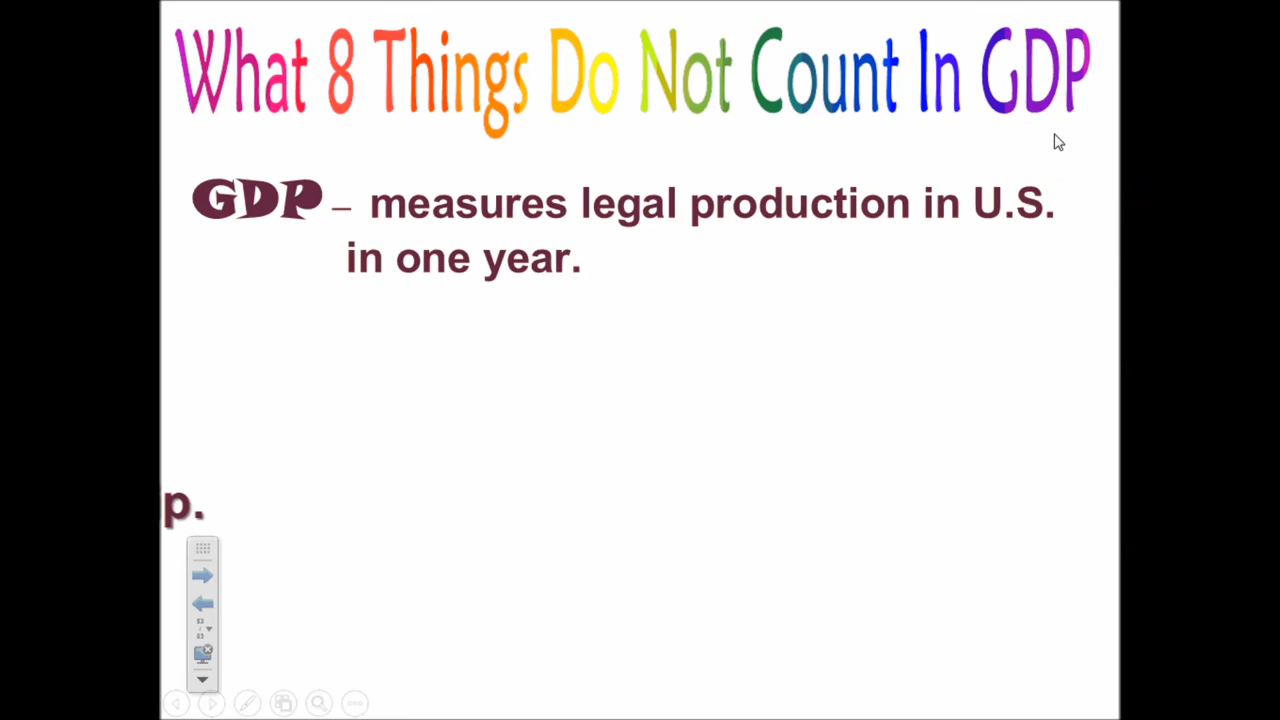 What 8 Things Do Not Count In GDP
GDP – measures legal production in U.S.
in one year.
p.